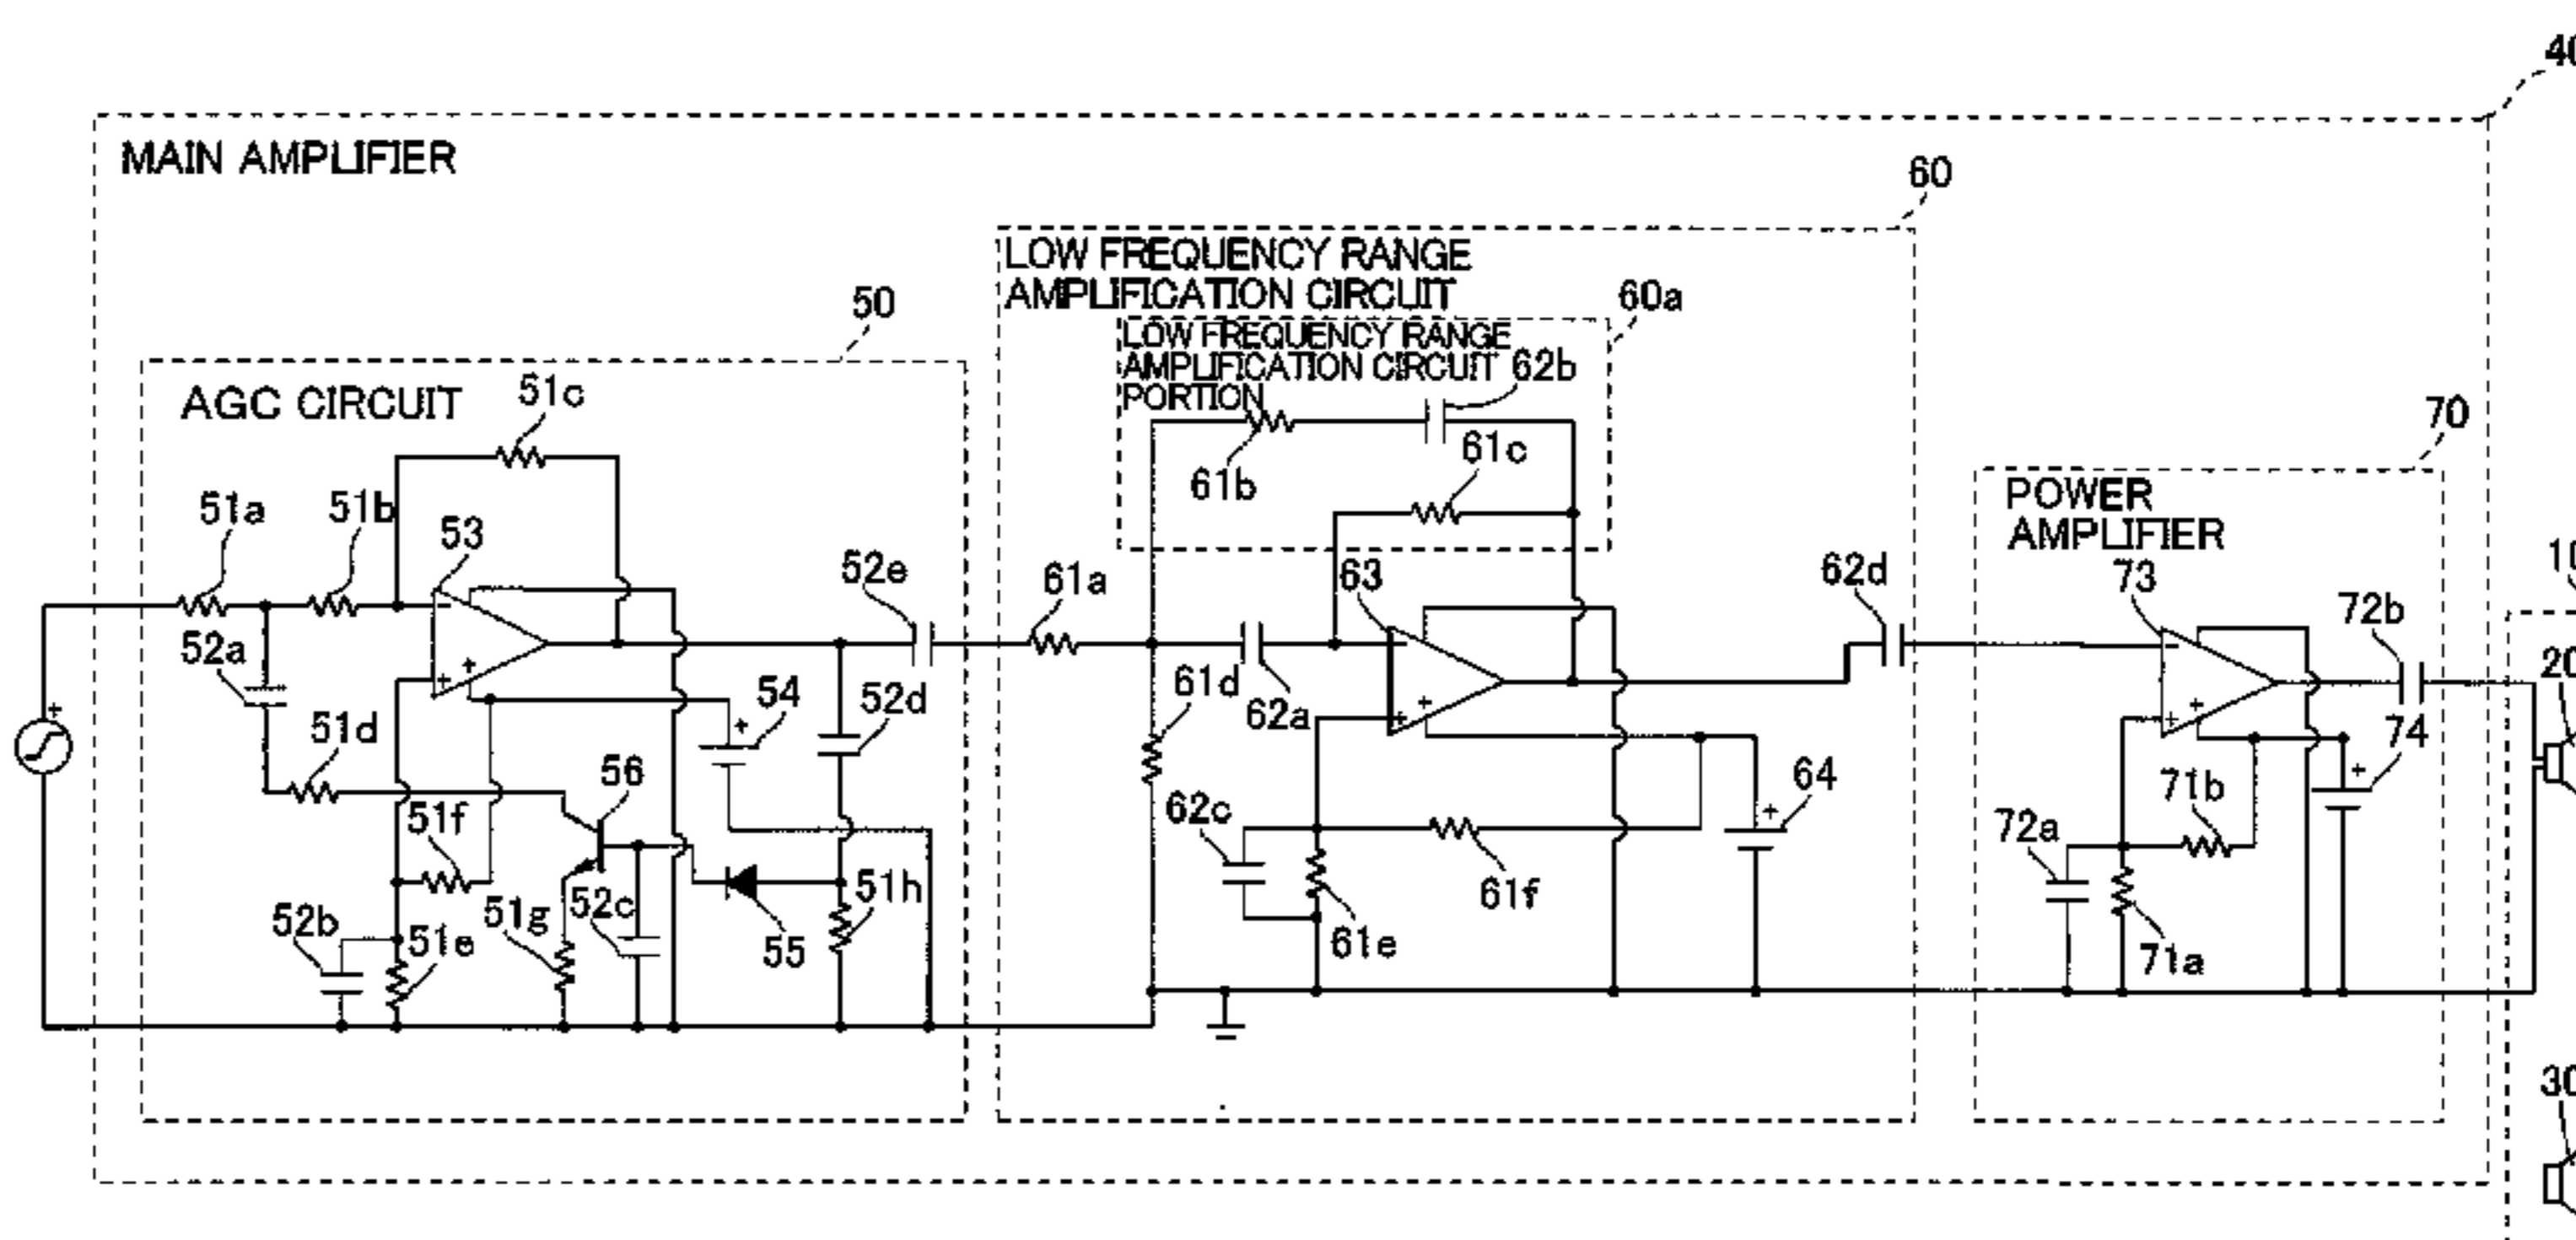 40
MAIN AMPLIFIER
60
LOW FREQUENCY RANGE
AMPLIFICATION CIRCUIT
60a
LOW FREQUENCY RANGE
AMPLIFICATION CIRCUIT
PORTION
62b
61b
61c
50
AGC CIRCUIT
51c
51a
51b
53
52a
51d
52e
54
52d
56
51f
52b
51e
51g
52c
55
51h
61a
63
61d
62a
62c
61e
61f
64
62d
70
POWER
AMPLIFIER
73
72b
74
71b
72a
71a
10
20
30
+
+
+
+
-
+
+
-
+
+
-
+
+